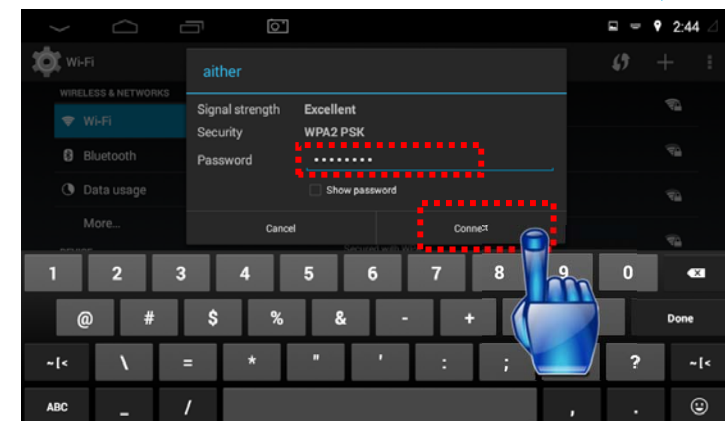 2:44
Wi-Fi
aither
WIRELESS & NETWORKS
Signal strength Excellent
Wi-Fi
Security WPA2 PSK
Bluetooth
Password ••••••••
Data usage
Show password
More...
Cancel Connect
1 2 3 4 5 6 7 8 9 0
@ # $ % & - +
Done
~[< \ = * " ' : ; ? ~[<
ABC _ / , .